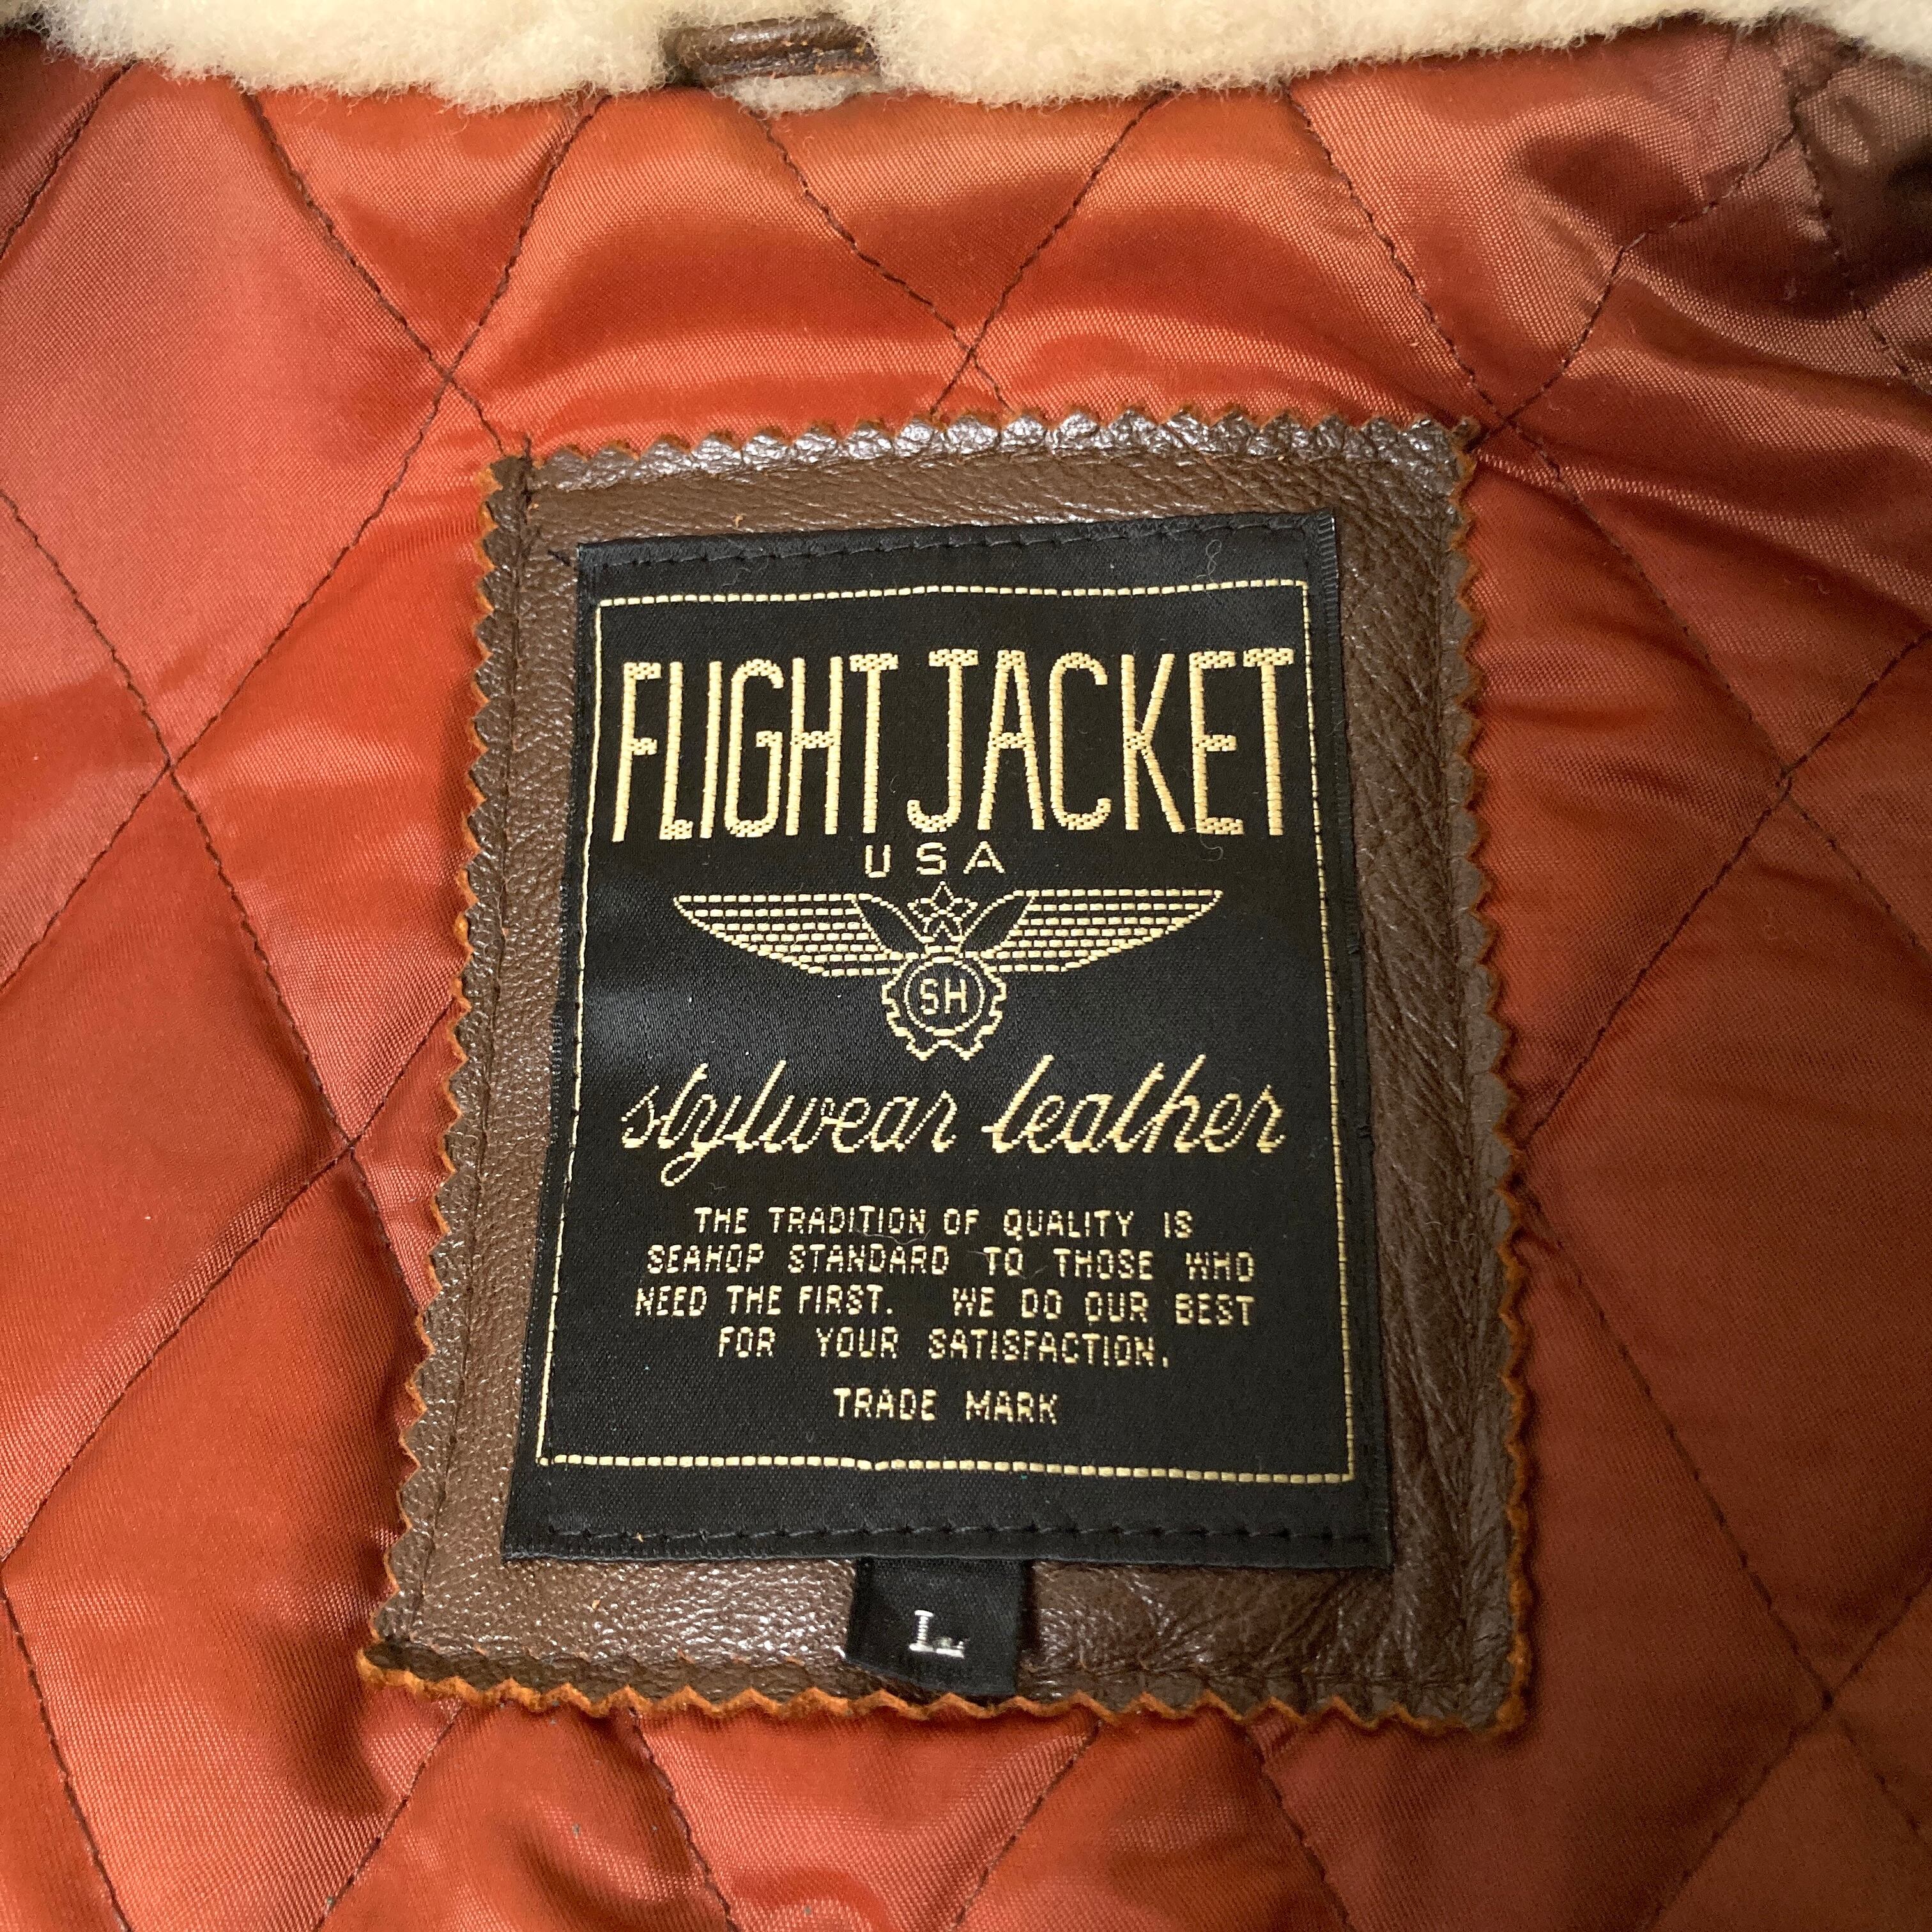 FLIGHT JACKET
USA
SH
stylwear leather
THE TRADITION OF QUALITY IS
SEAHOP STANDARD TO THOSE WHO
NEED THE FIRST. WE DO OUR BEST
FOR YOUR SATISFACTION.
TRADE MARK
L